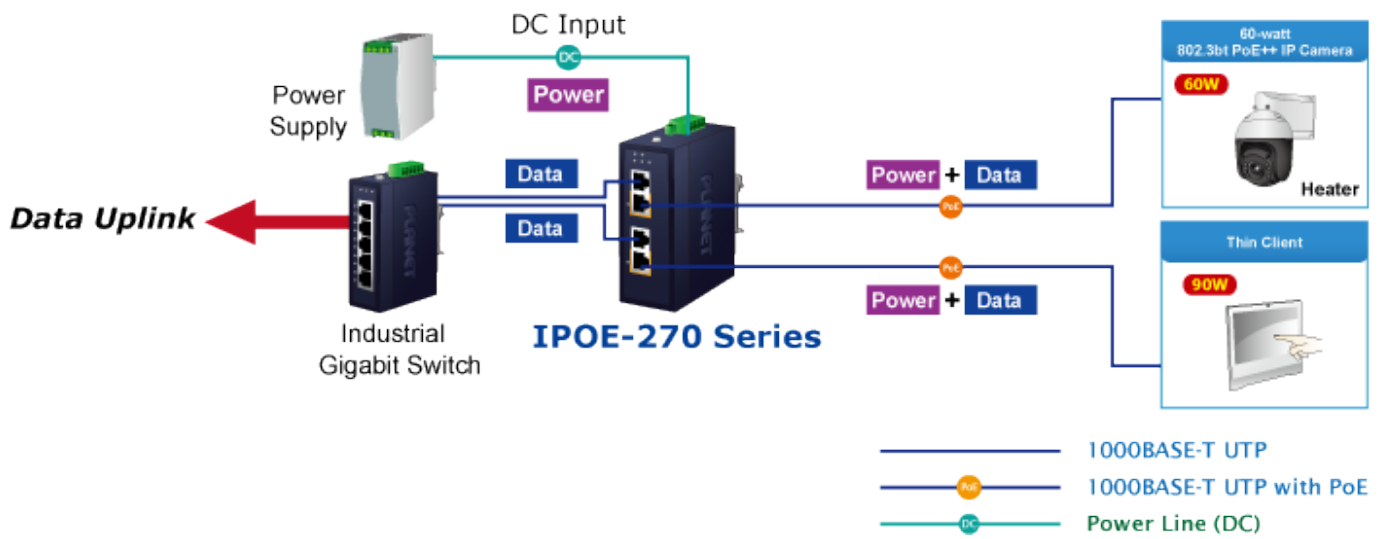 DC Input
DC
Power
Power
Supply
60-watt
802.3bt PoE++ IP Camera
60W
Heater
Data
Data
PLANET
PLANET
Power + Data
PoE
PoE
Power + Data
Data Uplink
Industrial
Gigabit Switch
IPOE-270 Series
Thin Client
90W
1000BASE-T UTP
PoE
1000BASE-T UTP with PoE
DC
Power Line (DC)